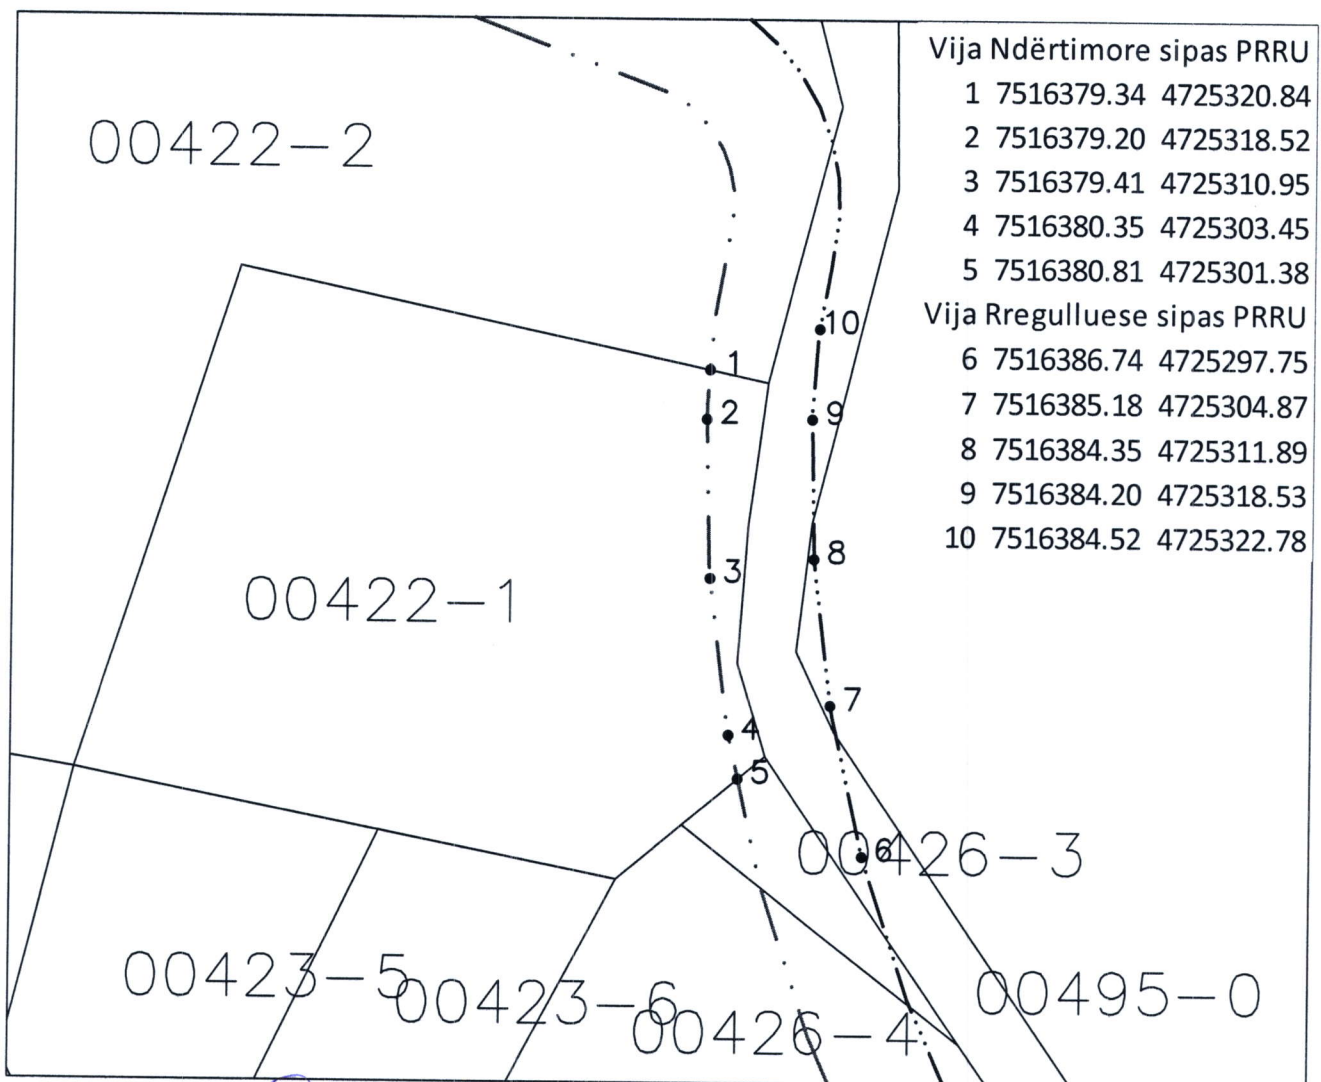 Vija Ndërtimore sipas PRRU
1 7516379.34 4725320.84
2 7516379.20 4725318.52
3 7516379.41 4725310.95
4 7516380.35 4725303.45
5 7516380.81 4725301.38
Vija Rregulluese sipas PRRU
6 7516386.74 4725297.75
7 7516385.18 4725304.87
8 7516384.35 4725311.89
9 7516384.20 4725318.53
10 7516384.52 4725322.78
00422-2
10
1
2
9
8
3
00422-1
7
4
5
00426-3
6
00423-5
00423-6
00426-4
00495-0